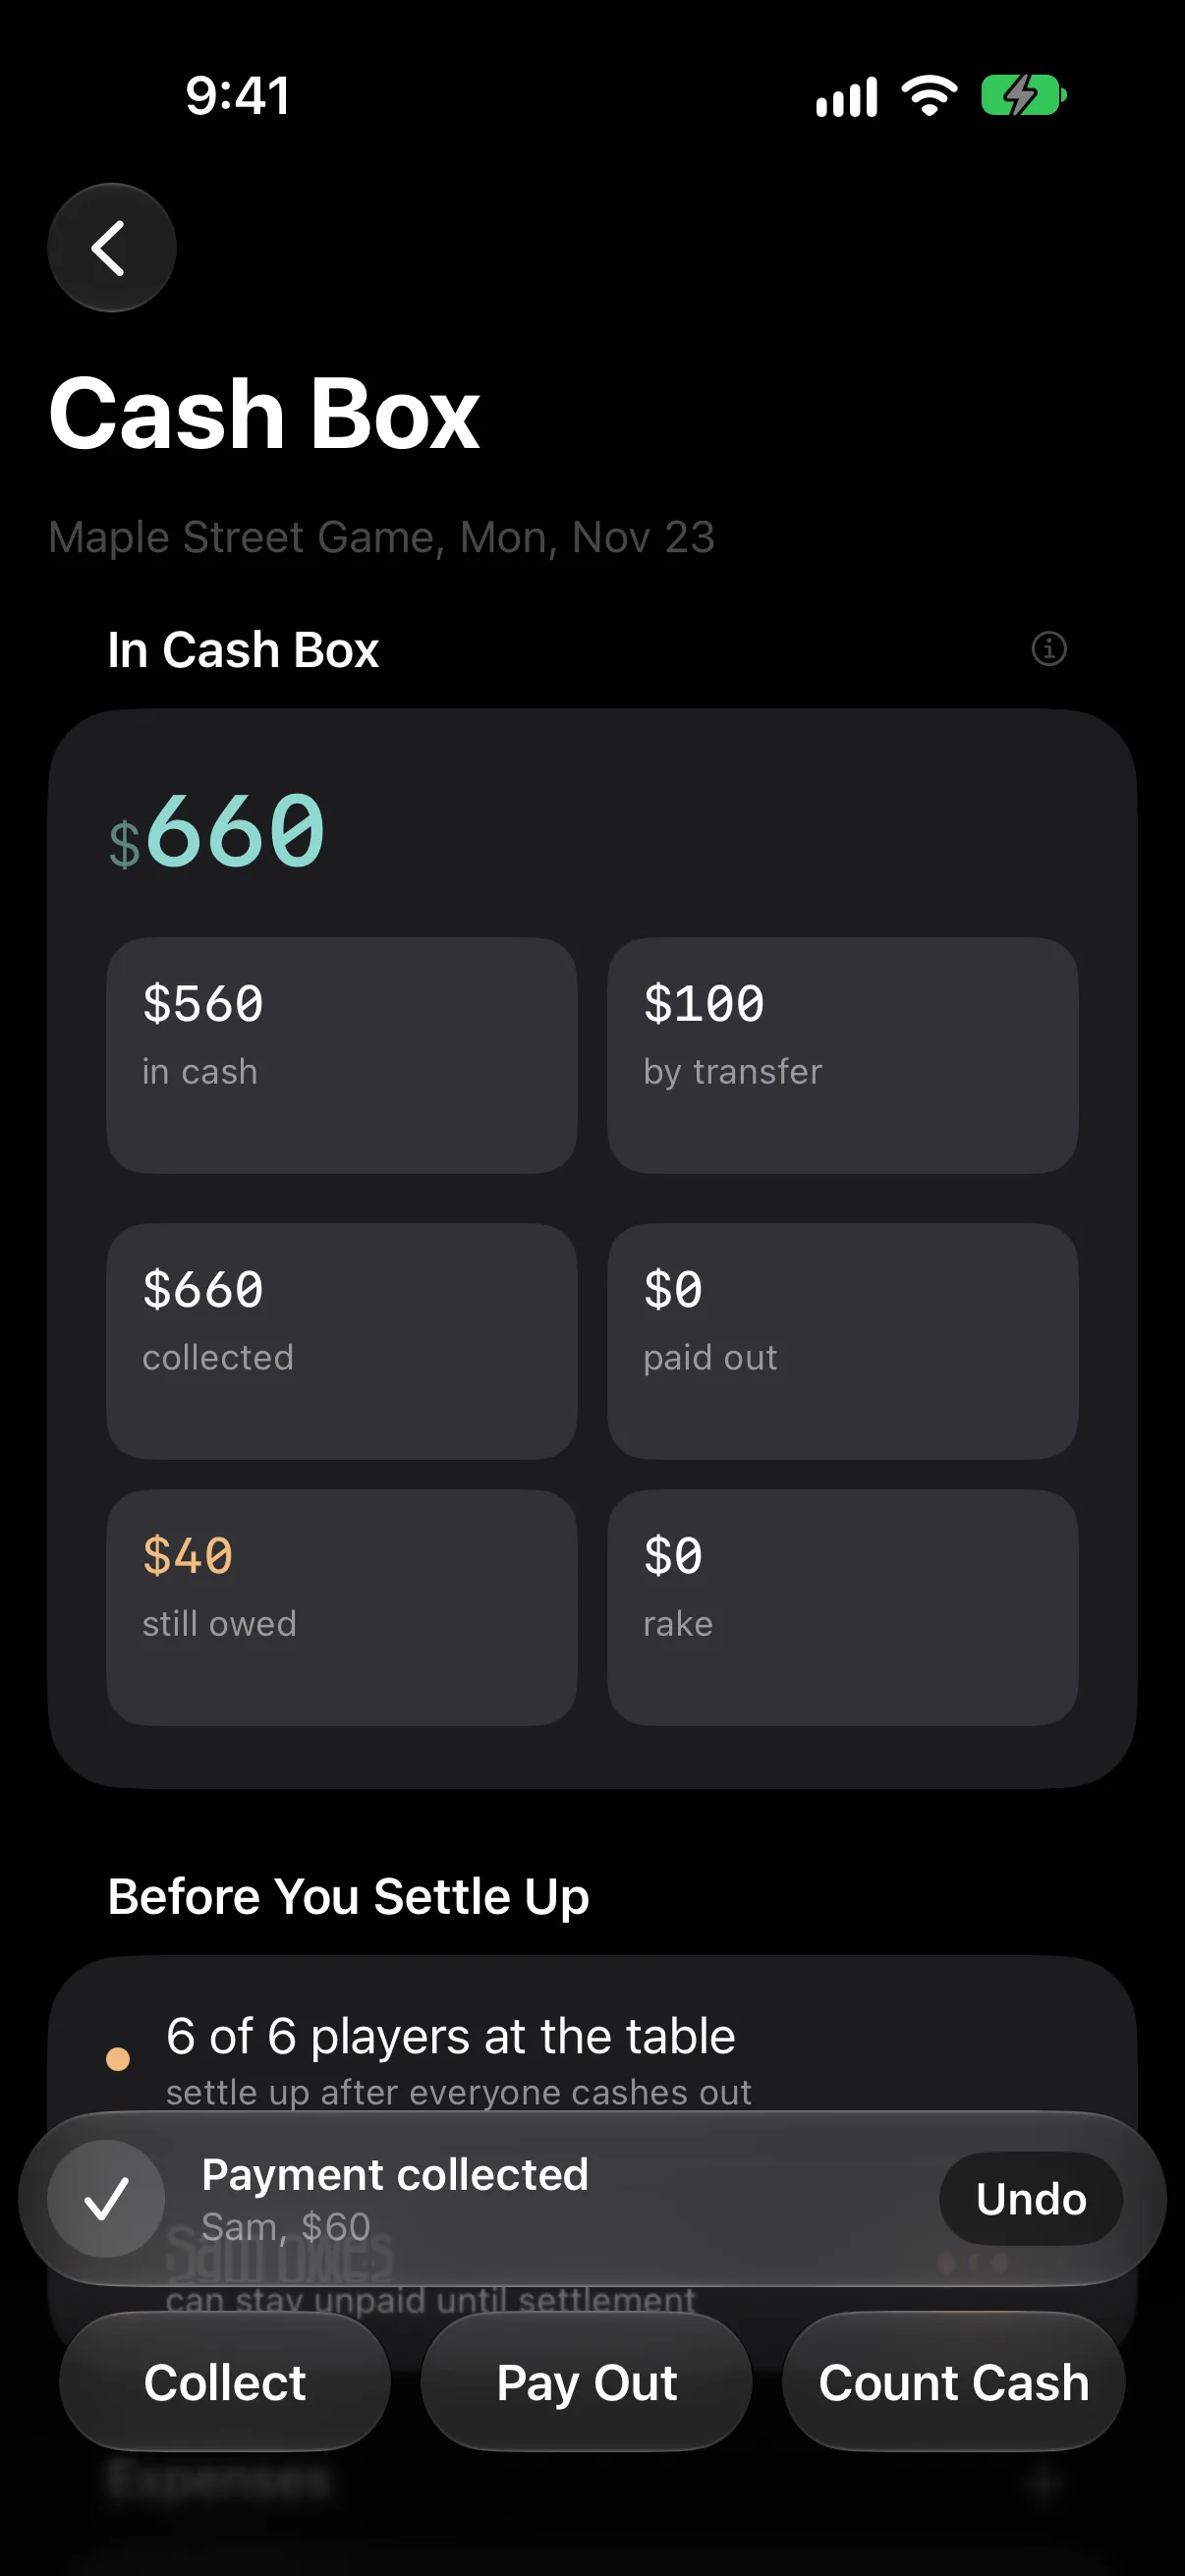 9:41
Cash Box
Maple Street Game, Mon, Nov 23
In Cash Box
$660
$560
in cash
$100
by transfer
$660
collected
$0
paid out
$40
still owed
$0
rake
Before You Settle Up
6 of 6 players at the table
settle up after everyone cashes out
Payment collected
Sam, $60
Undo
Sam owes
can stay unpaid until settlement
Collect
Pay Out
Count Cash
Expenses